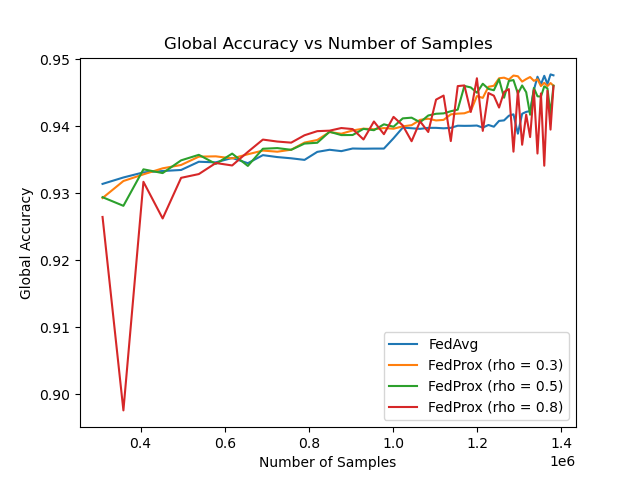 Global Accuracy vs Number of Samples
Global Accuracy
0.95
0.94
0.93
0.92
0.91
0.90
0.4
0.6
0.8
1.0
1.2
1.4
1e6
Number of Samples
FedAvg
FedProx (rho = 0.3)
FedProx (rho = 0.5)
FedProx (rho = 0.8)